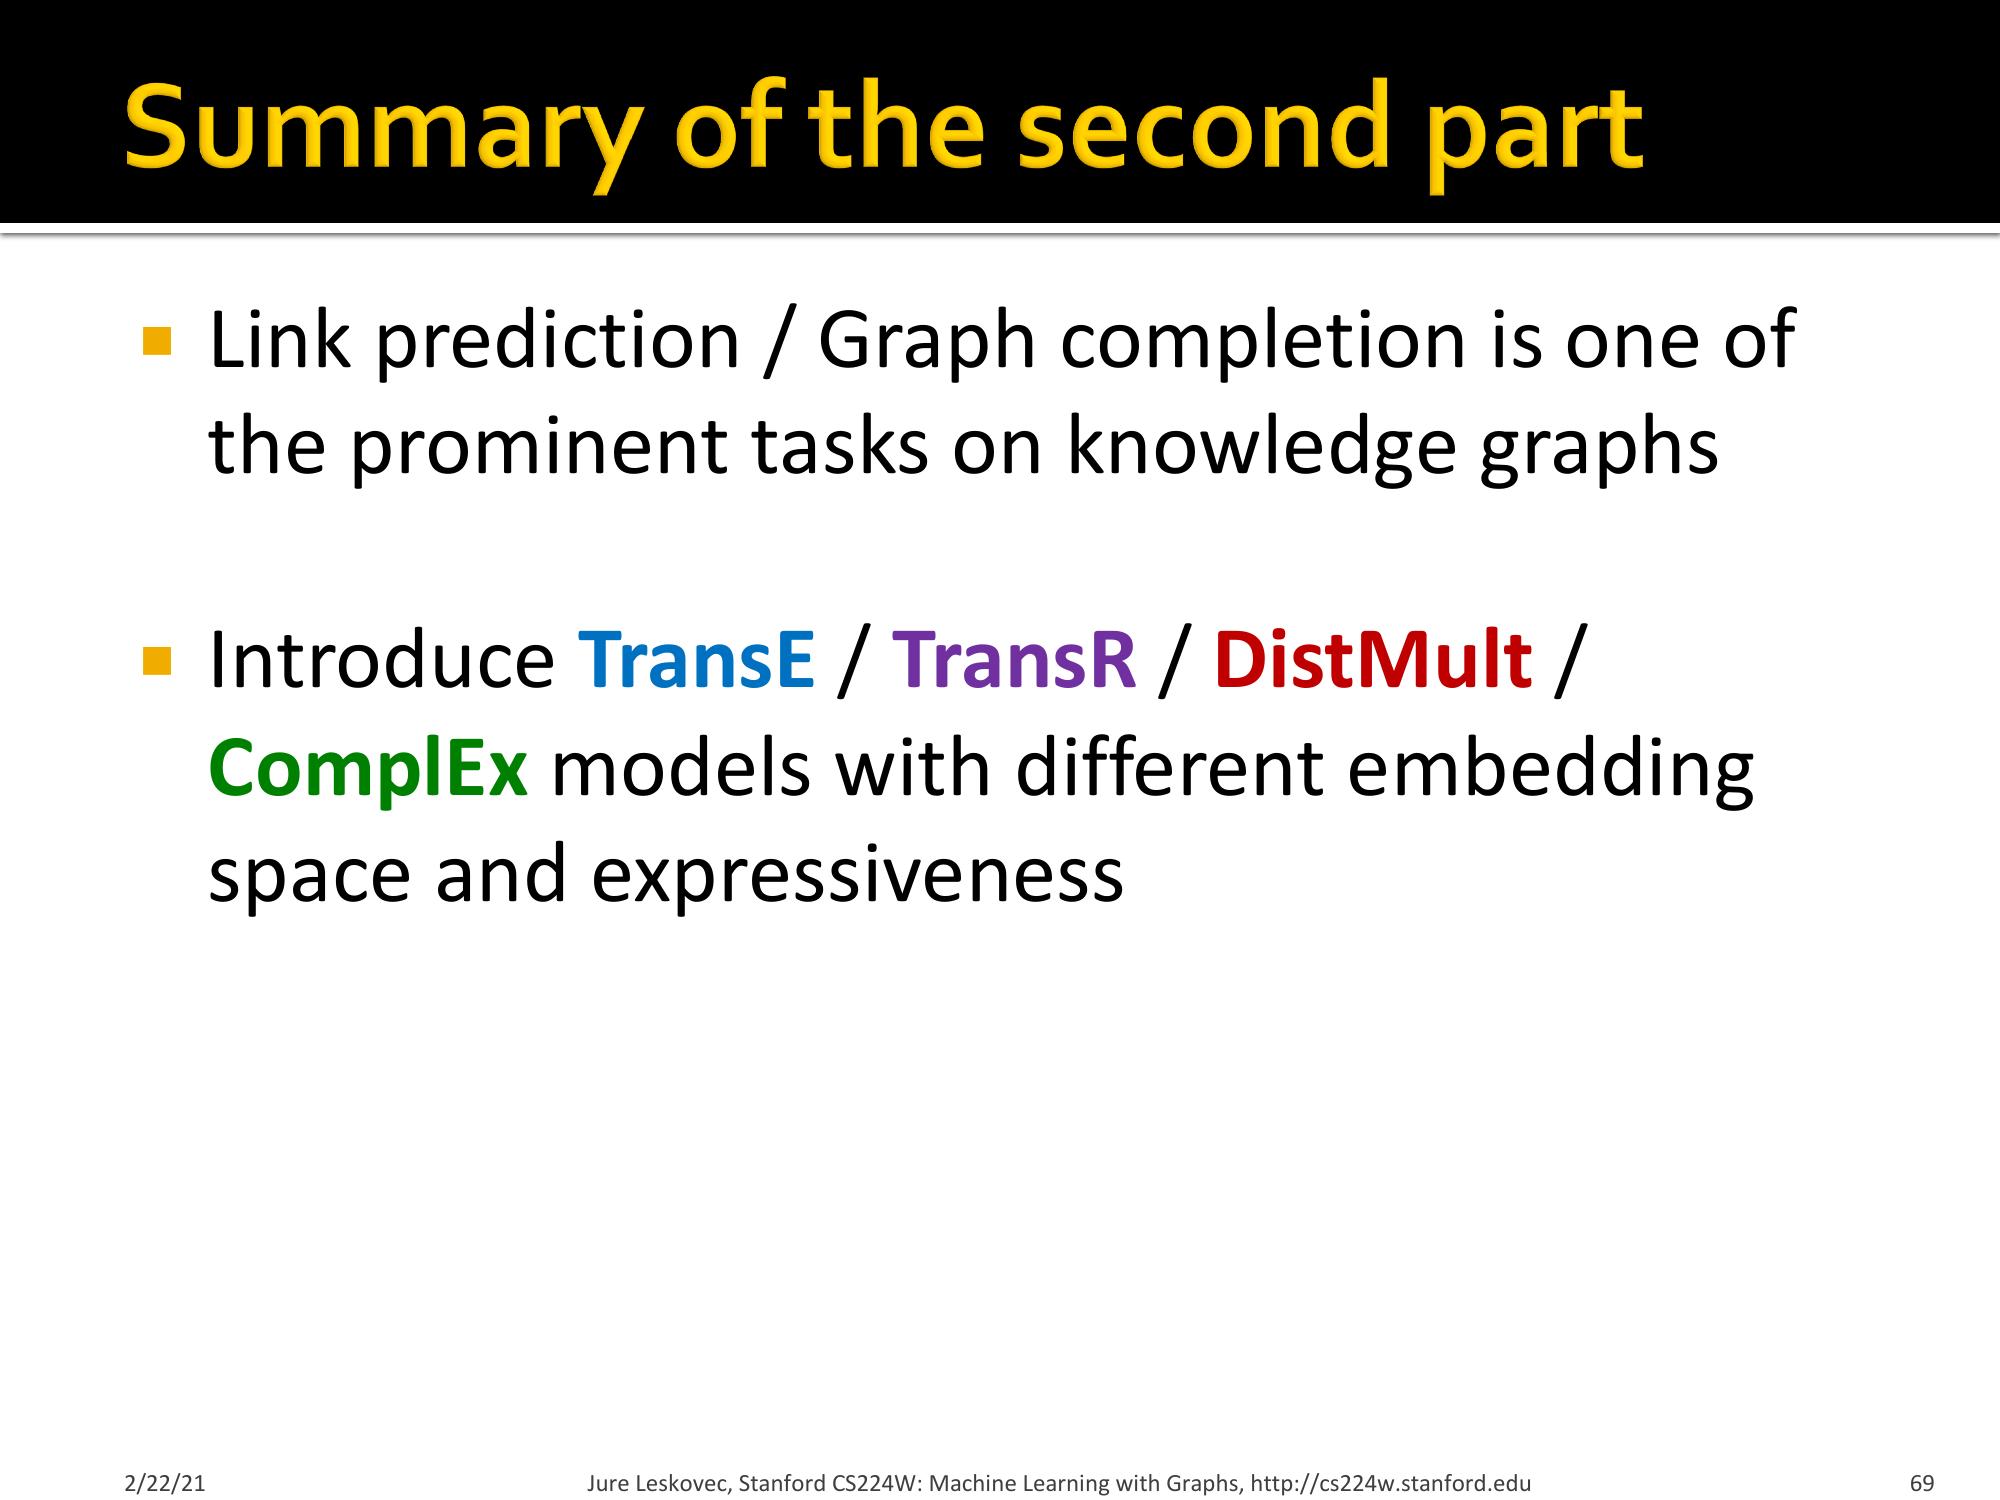 Summary of the second part
Link prediction / Graph completion is one of
the prominent tasks on knowledge graphs
Introduce TransE / TransR / DistMult /
ComplEx models with different embedding
space and expressiveness
2/22/21
Jure Leskovec, Stanford CS224W: Machine Learning with Graphs, http://cs224w.stanford.edu
69